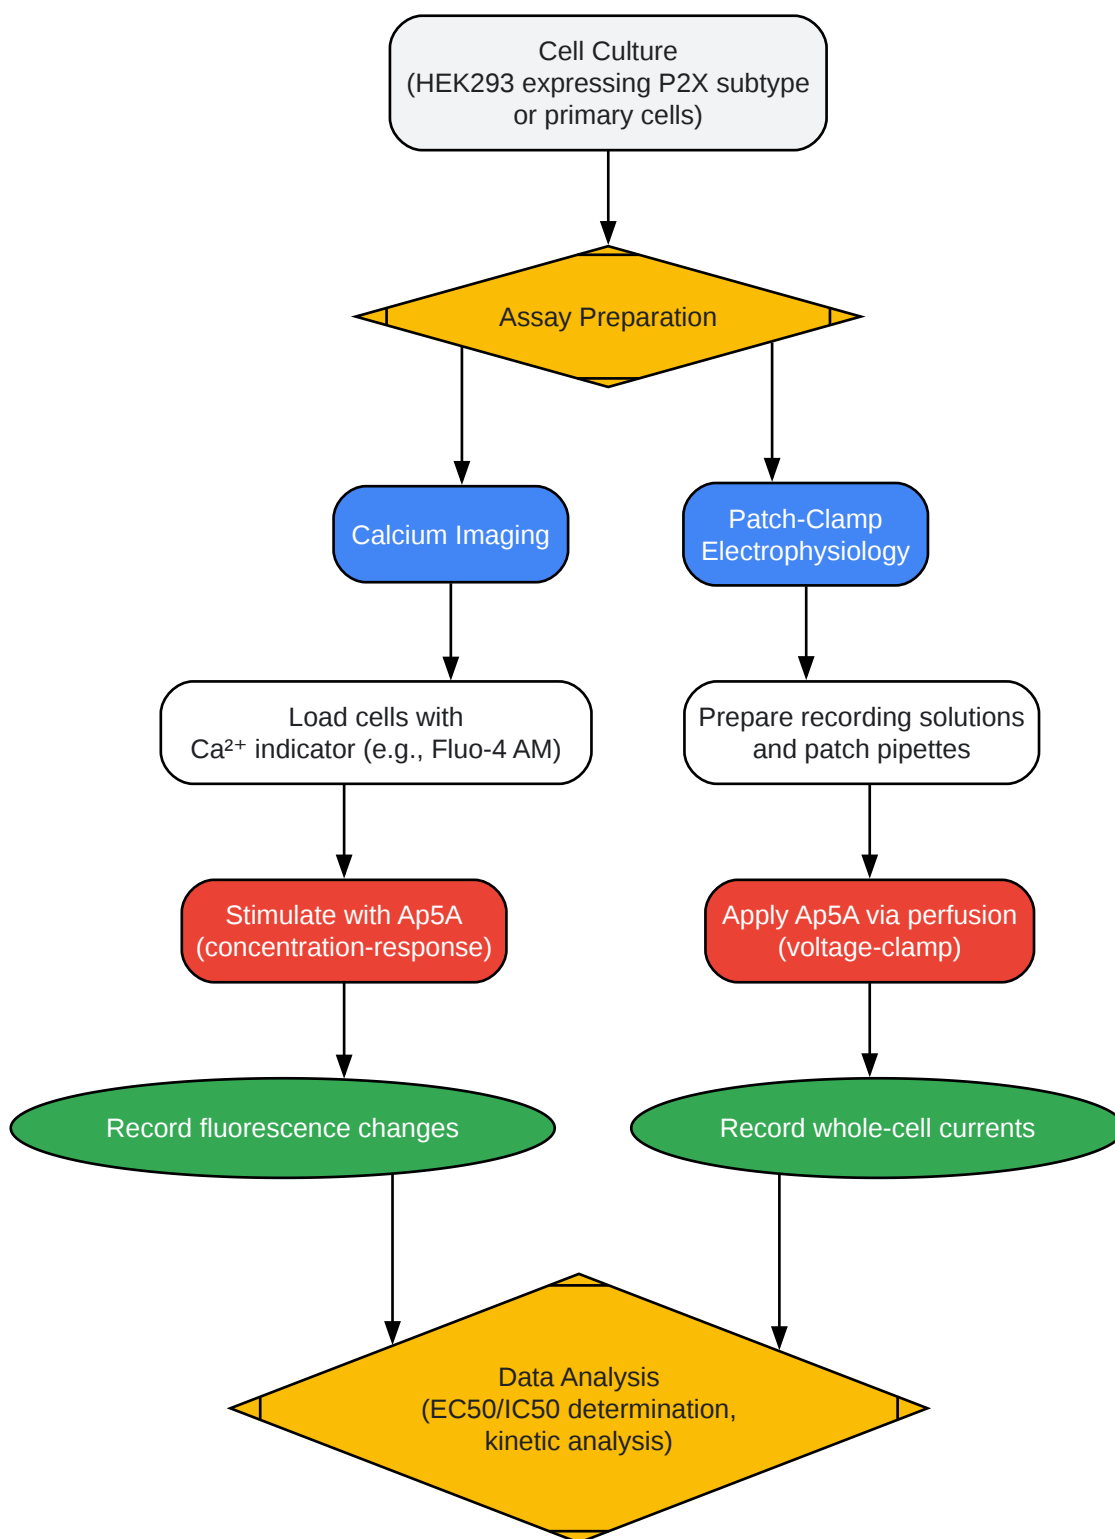 Cell Culture
(HEK293 expressing P2X subtype
or primary cells)
Assay Preparation
Calcium Imaging
Patch-Clamp
Electrophysiology
Load cells with
Ca²⁺ indicator (e.g., Fluo-4 AM)
Prepare recording solutions
and patch pipettes
Stimulate with Ap5A
(concentration-response)
Apply Ap5A via perfusion
(voltage-clamp)
Record fluorescence changes
Record whole-cell currents
Data Analysis
(EC50/IC50 determination,
kinetic analysis)